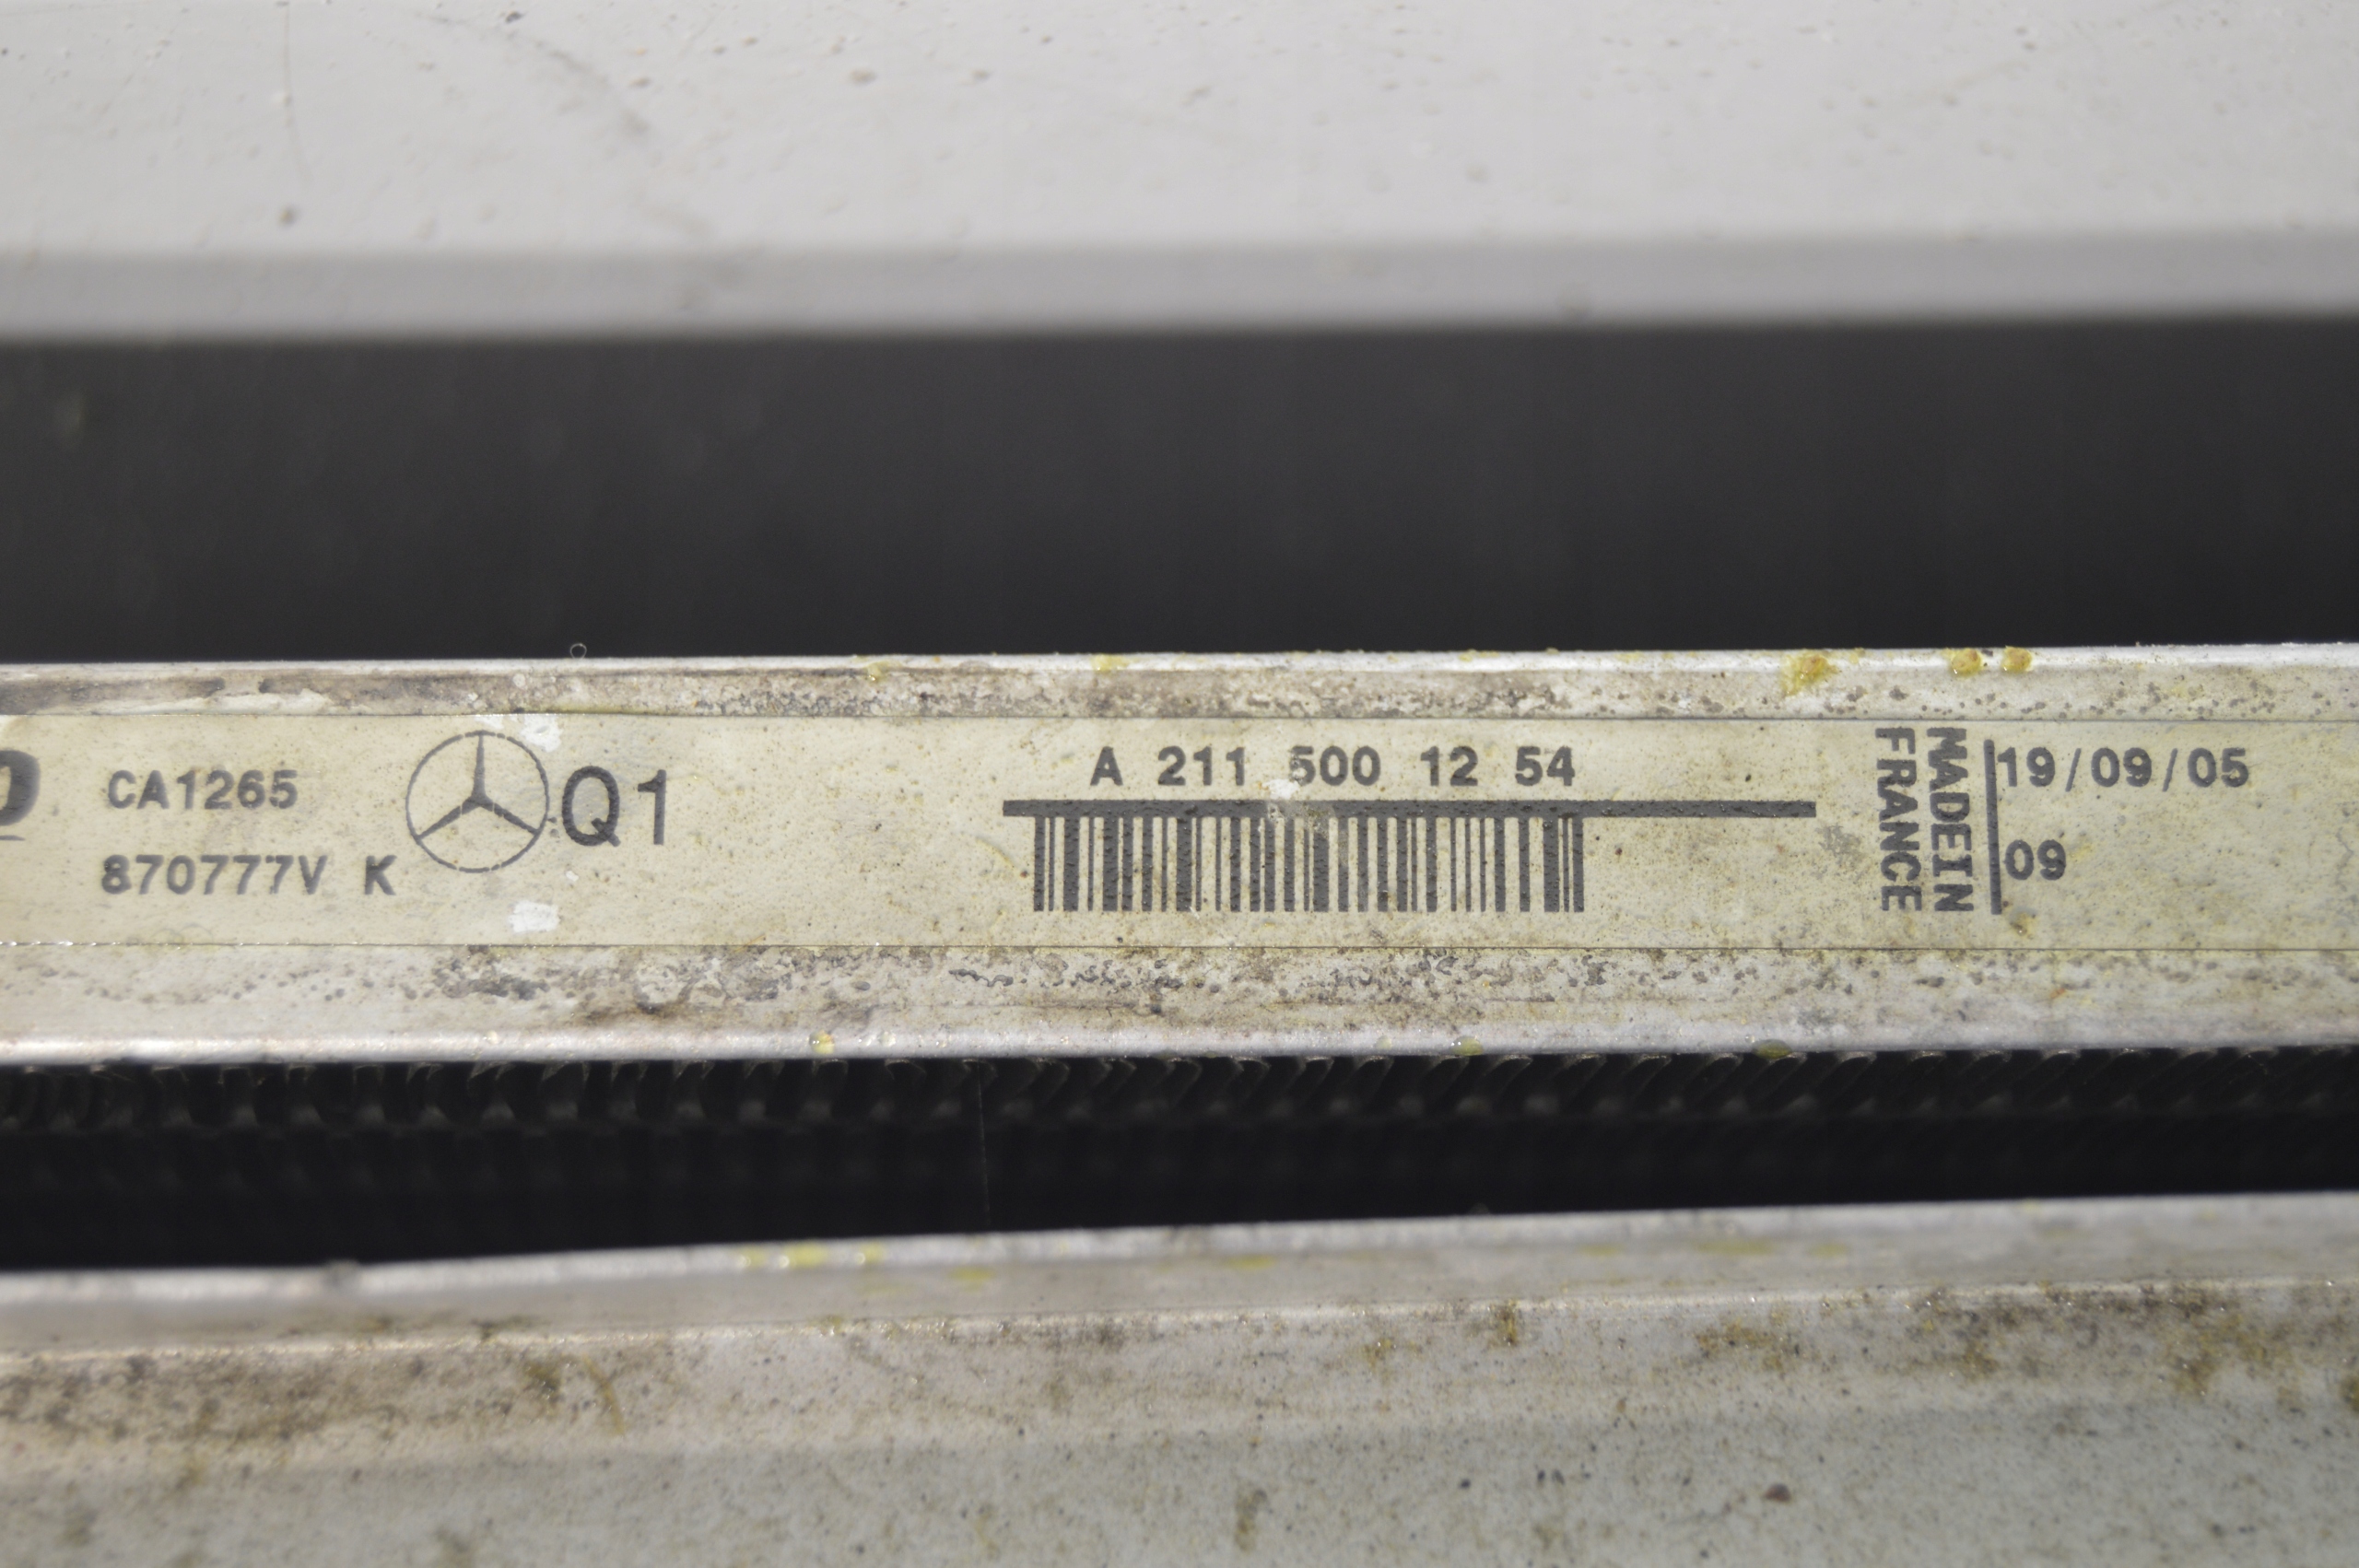 CA1265
870777V K
Q1
A 211 500 12 54
MADEIN
FRANCE
19/09/05
09